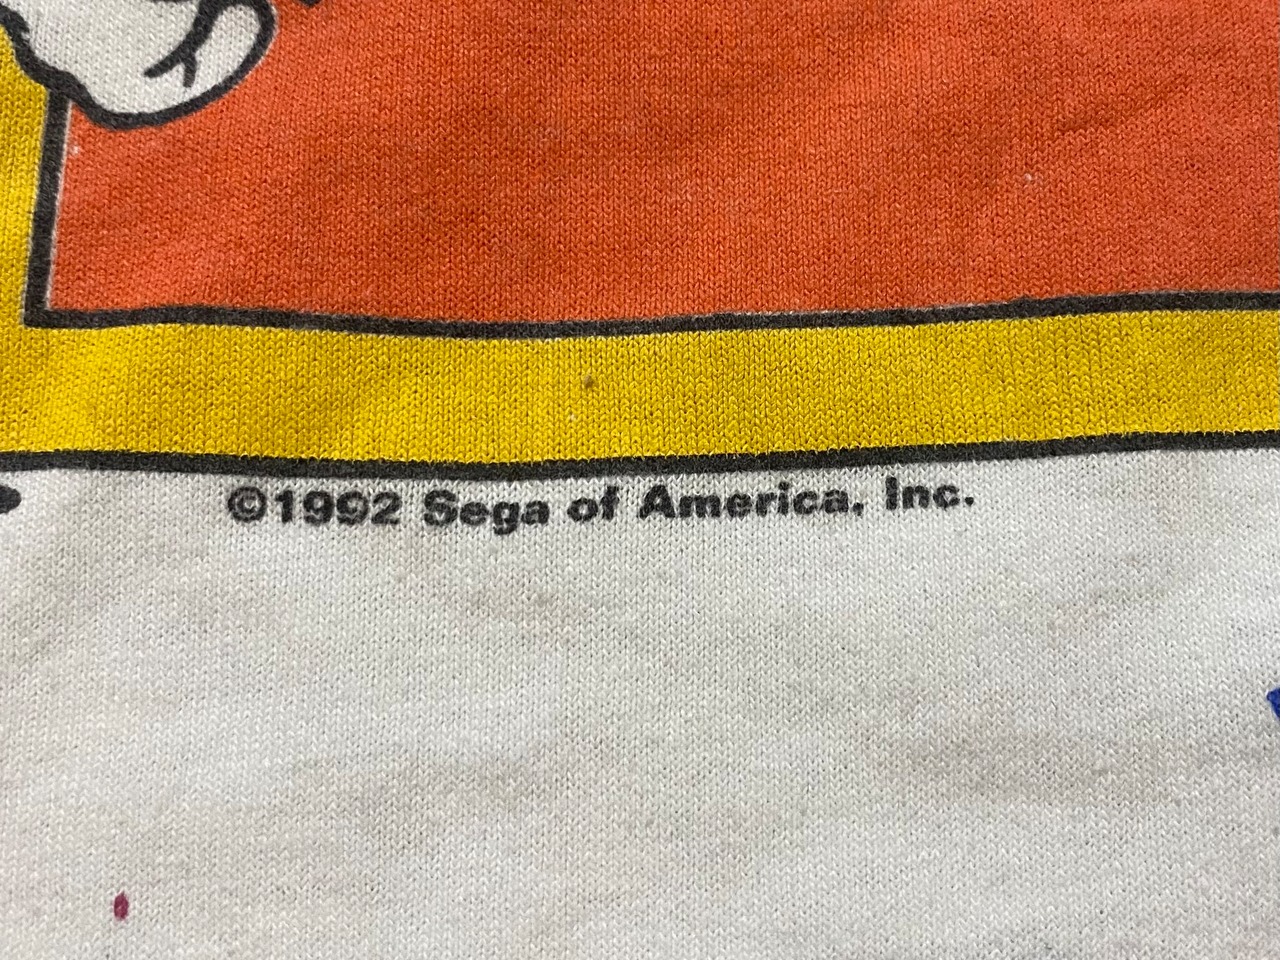 ©1992 Sega of America, Inc.